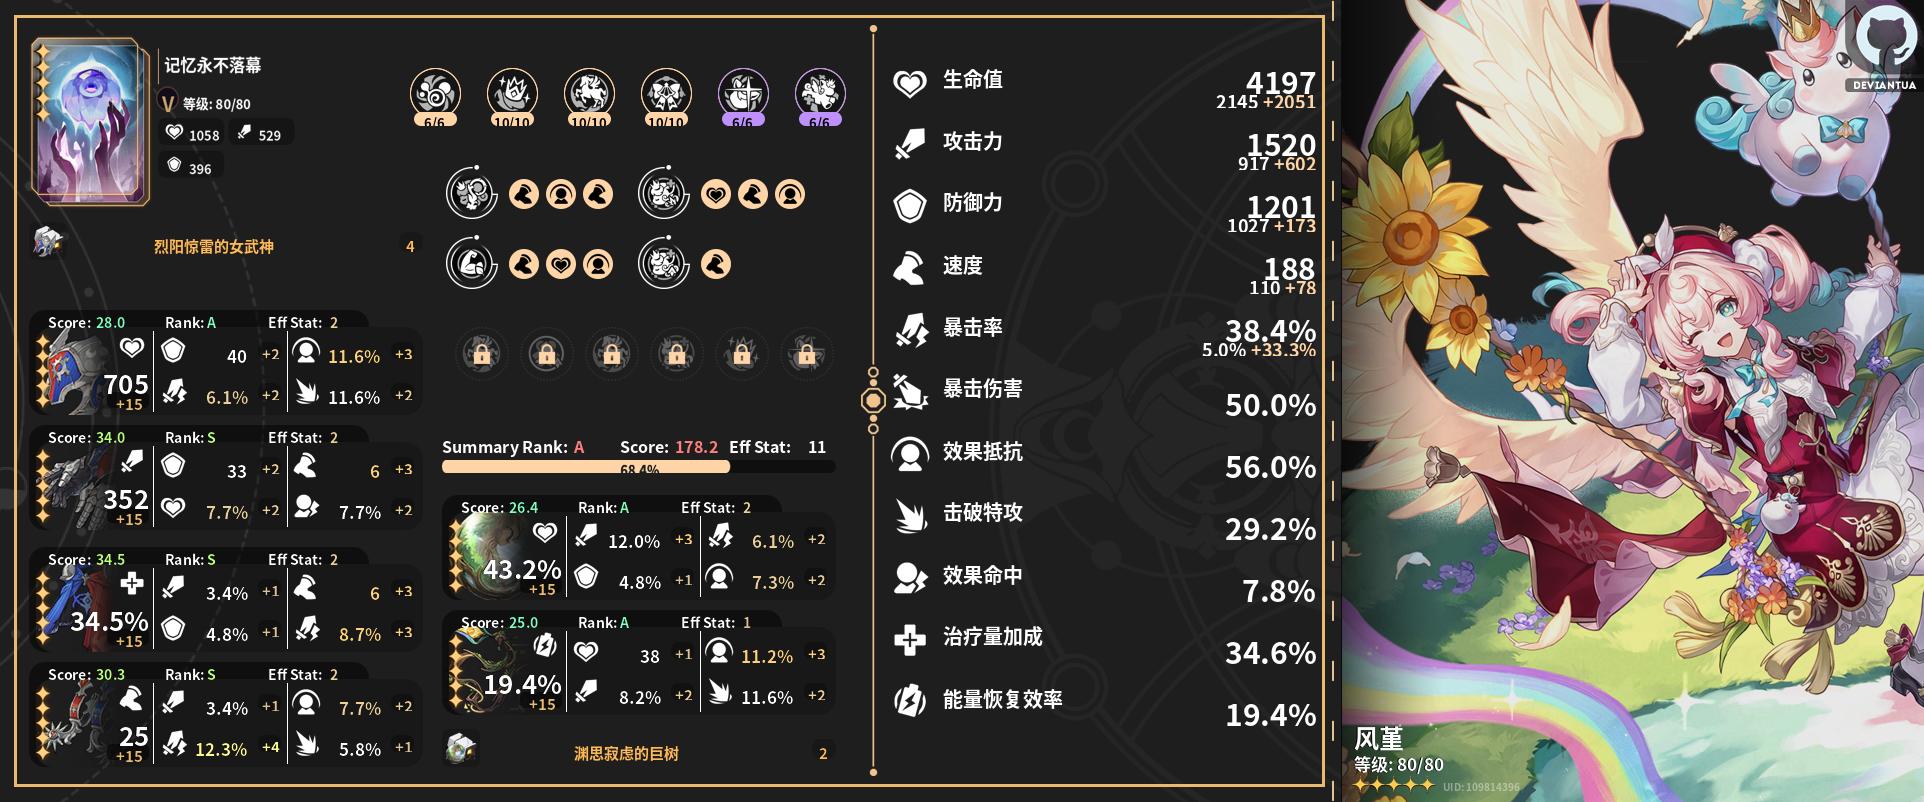 记忆永不落幕
V 等级: 80/80
1058
529
396
烈阳惊雷的女武神
4
Score: 28.0 Rank: A Eff Stat: 2
705
+15
40 +2
11.6% +3
6.1% +2
11.6% +2
Score: 34.0 Rank: S Eff Stat: 2
352
+15
33 +2
6 +3
7.7% +2
7.7% +2
Score: 34.5 Rank: S Eff Stat: 2
34.5%
+15
3.4% +1
6 +3
4.8% +1
8.7% +3
Score: 30.3 Rank: S Eff Stat: 2
25
+15
3.4% +1
7.7% +2
12.3% +4
5.8% +1
6/6 10/10 10/10 10/10 6/6 6/6
Summary Rank: A Score: 178.2 Eff Stat: 11
68.4%
Score: 26.4 Rank: A Eff Stat: 2
43.2%
+15
12.0% +3
6.1% +2
4.8% +1
7.3% +2
Score: 25.0 Rank: A Eff Stat: 1
19.4%
+15
38 +1
11.2% +3
8.2% +2
11.6% +2
渊思寂虑的巨树
2
生命值 4197
2145 +2051
攻击力 1520
917 +602
防御力 1201
1027 +173
速度 188
110 +78
暴击率 38.4%
5.0% +33.3%
暴击伤害 50.0%
效果抵抗 56.0%
击破特攻 29.2%
效果命中 7.8%
治疗量加成 34.6%
能量恢复效率 19.4%
DEVIANTUA
风堇
等级: 80/80
UID: 109814396